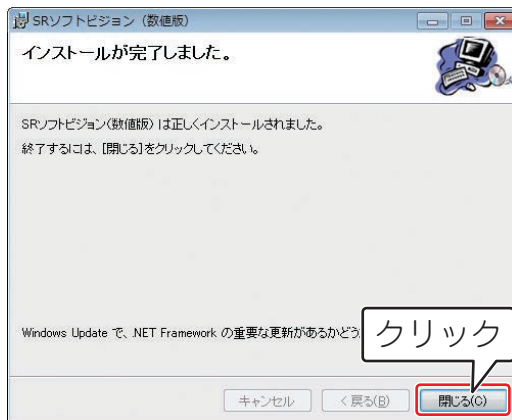 SRソフトビジョン（数値版）
インストールが完了しました。
SRソフトビジョン(数値版) は正しくインストールされました。
終了するには、[閉じる]をクリックしてください。
Windows Update で、.NET Framework の重要な更新があるかどう
クリック
キャンセル
< 戻る(B)
閉じる(C)